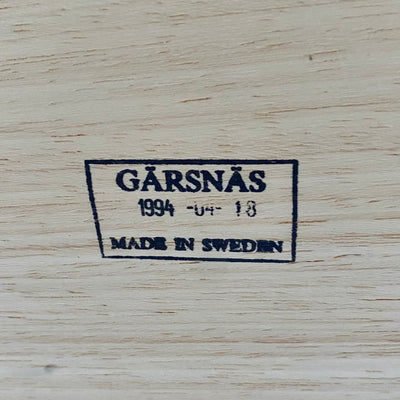 GÄRSNÄS
1994 -04- 18
MADE IN SWEDEN